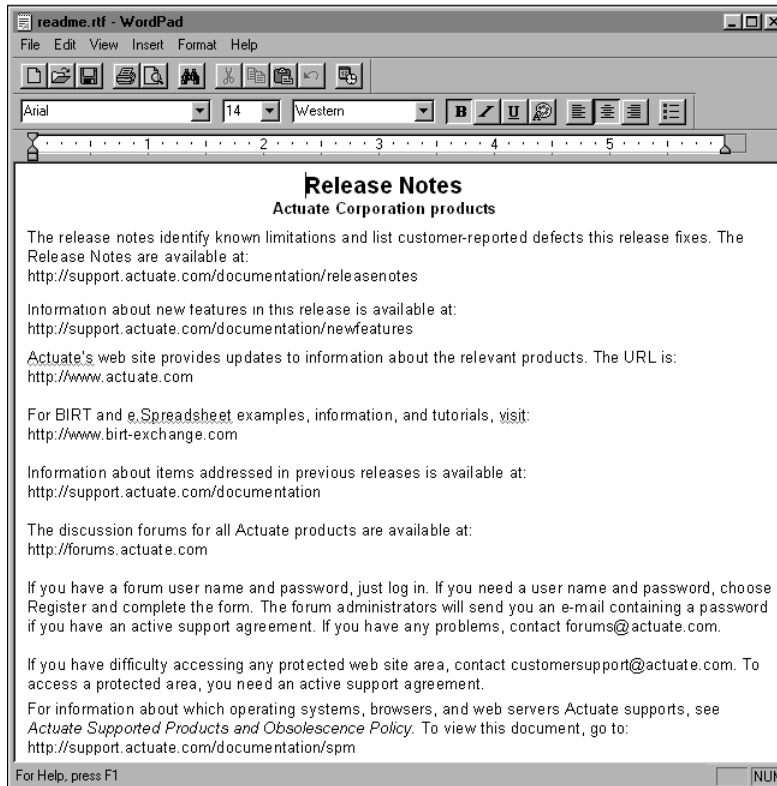 readme.rtf - WordPad
File Edit View Insert Format Help
Arial 14 Western B I U
1 2 3 4 5
Release Notes
Actuate Corporation products
The release notes identify known limitations and list customer-reported defects this release fixes. The
Release Notes are available at:
http://support.actuate.com/documentation/releasenotes
Information about new features in this release is available at:
http://support.actuate.com/documentation/newfeatures
Actuate's web site provides updates to information about the relevant products. The URL is:
http://www.actuate.com
For BIRT and e.Spreadsheet examples, information, and tutorials, visit:
http://www.birt-exchange.com
Information about items addressed in previous releases is available at:
http://support.actuate.com/documentation
The discussion forums for all Actuate products are available at:
http://forums.actuate.com
If you have a forum user name and password, just log in. If you need a user name and password, choose
Register and complete the form. The forum administrators will send you an e-mail containing a password
if you have an active support agreement. If you have any problems, contact forums@actuate.com.
If you have difficulty accessing any protected web site area, contact customersupport@actuate.com. To
access a protected area, you need an active support agreement.
For information about which operating systems, browsers, and web servers Actuate supports, see
Actuate Supported Products and Obsolescence Policy. To view this document, go to:
http://support.actuate.com/documentation/spm
For Help, press F1 NUM